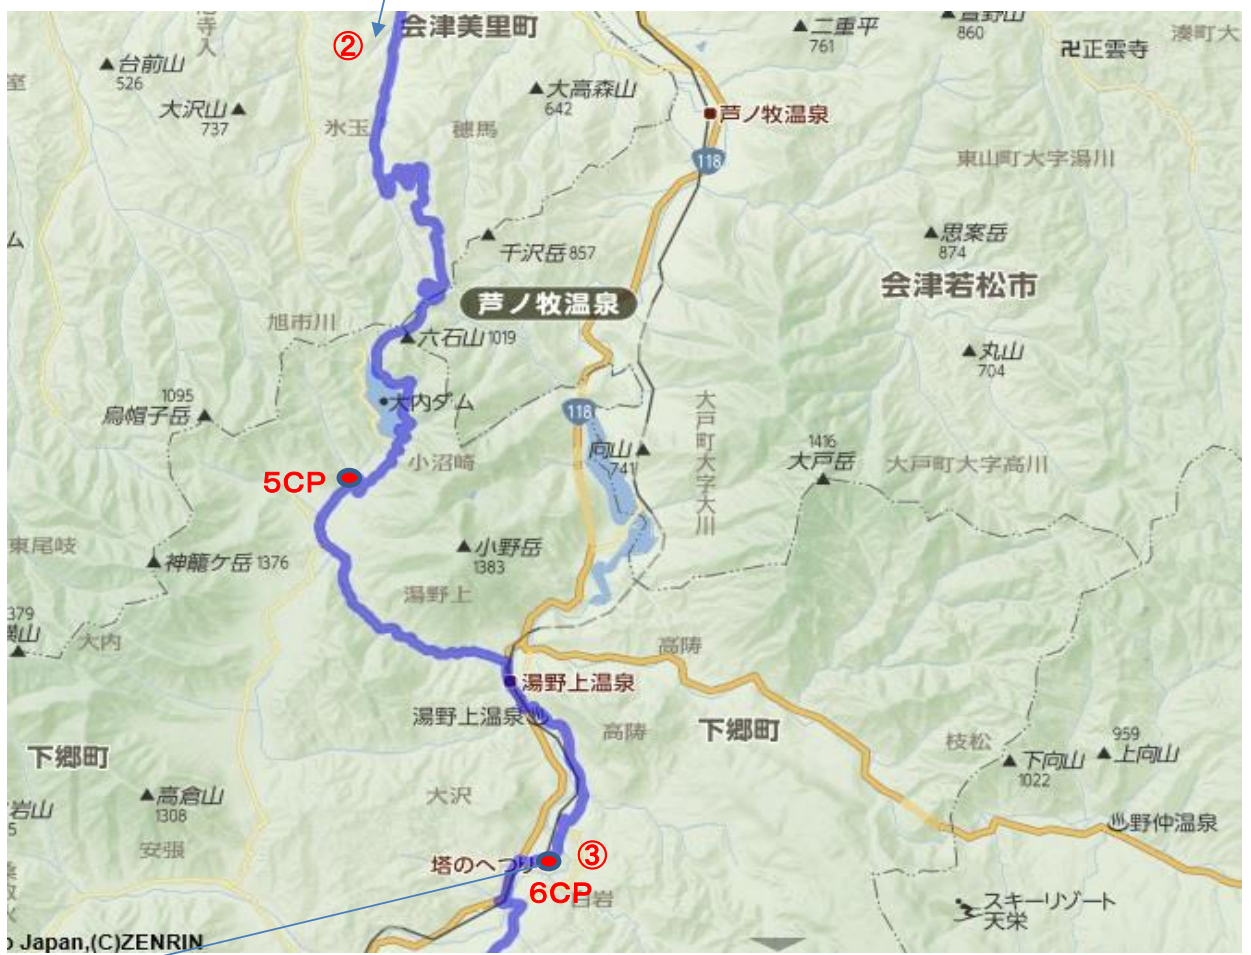 会津美里町
②
二重平
761
860
湊町大
卍正雲寺
台前山
526
大沢山
737
大高森山
642
芦ノ牧温泉
氷玉
穂馬
118
東山町大字湯川
思案岳
874
千沢岳 857
会津若松市
芦ノ牧温泉
旭市川
六石山 1019
丸山
704
1095
烏帽子岳
大内ダム
118
大戸町大字大川
向山
741
1416
大戸岳
大戸町大字高川
小沼崎
5CP
東尾岐
神籠ケ岳 1376
小野岳
1383
湯野上
大内
高陦
湯野上温泉
湯野上温泉
高陦
下郷町
枝松
959
上向山
下向山
1022
下郷町
高倉山
1308
大沢
野仲温泉
安張
塔のへつり
③
6CP
スキーリゾート
天栄
Japan,(C)ZENRIN